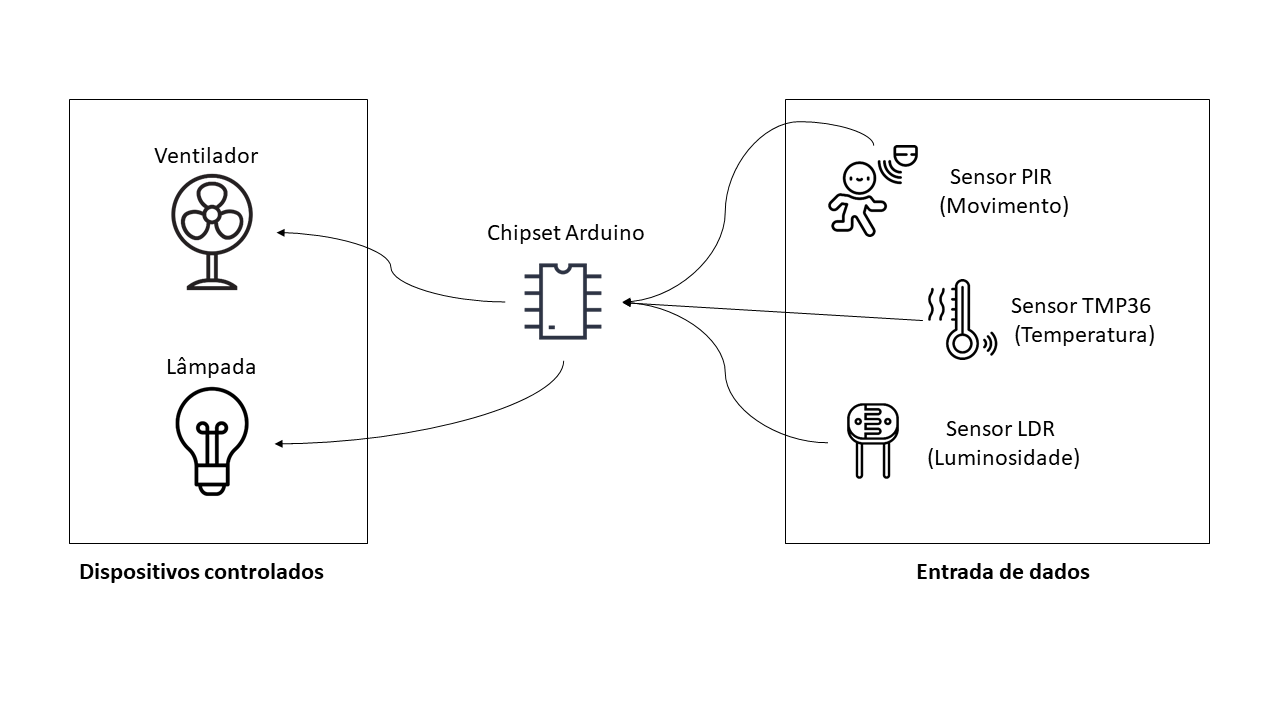 Ventilador
Lâmpada
Dispositivos controlados
Chipset Arduino
Sensor PIR
(Movimento)
Sensor TMP36
(Temperatura)
Sensor LDR
(Luminosidade)
Entrada de dados